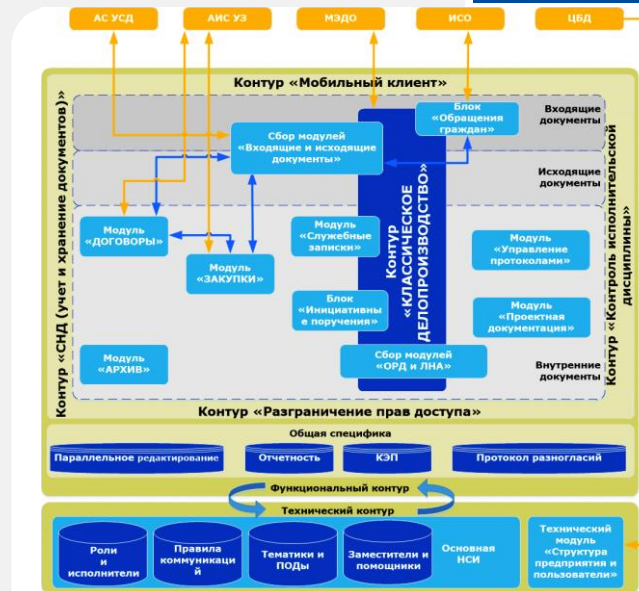 АС УСД
АИС УЗ
МЭДО
ИСО
ЦБД
Контур «Мобильный клиент»
Контур «СНД (учет и хранение документов)»
Контур «Контроль исполнительской
дисциплины»
Входящие
документы
Блок
«Обращения
граждан»
Сбор модулей
«Входящие и исходящие
документы»
Исходящие
документы
Контур
«КЛАССИЧЕСКОЕ
ДЕЛОПРОИЗВОДСТВО»
Модуль
«ДОГОВОРЫ»
Модуль
«Служебные
записки»
Модуль
«Управление
протоколами»
Модуль
«ЗАКУПКИ»
Блок
«Инициативны
е поручения»
Модуль
«Проектная
документация»
Модуль
«АРХИВ»
Сбор модулей
«ОРД и ЛНА»
Внутренние
документы
Контур «Разграничение прав доступа»
Общая специфика
Параллельное редактирование
Отчетность
КЭП
Протокол разногласий
Функциональный контур
Технический контур
Роли
и
исполнители
Правила
коммуникаци
й
Тематики и
ПОДы
Заместители и
помощники
Основная
НСИ
Технический
модуль
«Структура
предприятия и
пользователи»